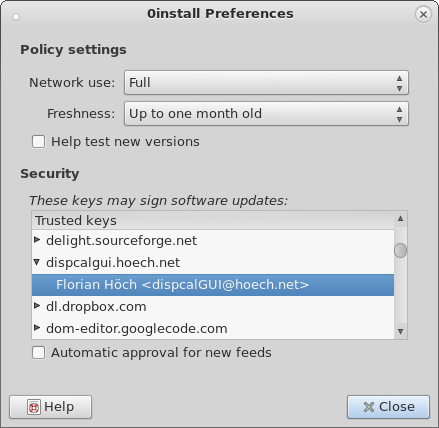 0install Preferences
Policy settings
Network use: Full
Freshness: Up to one month old
Help test new versions
Security
These keys may sign software updates:
Trusted keys
delight.sourceforge.net
dispcalgui.hoech.net
Florian Höch <dispcalGUI@hoech.net>
dl.dropbox.com
dom-editor.googlecode.com
Automatic approval for new feeds
Help Close